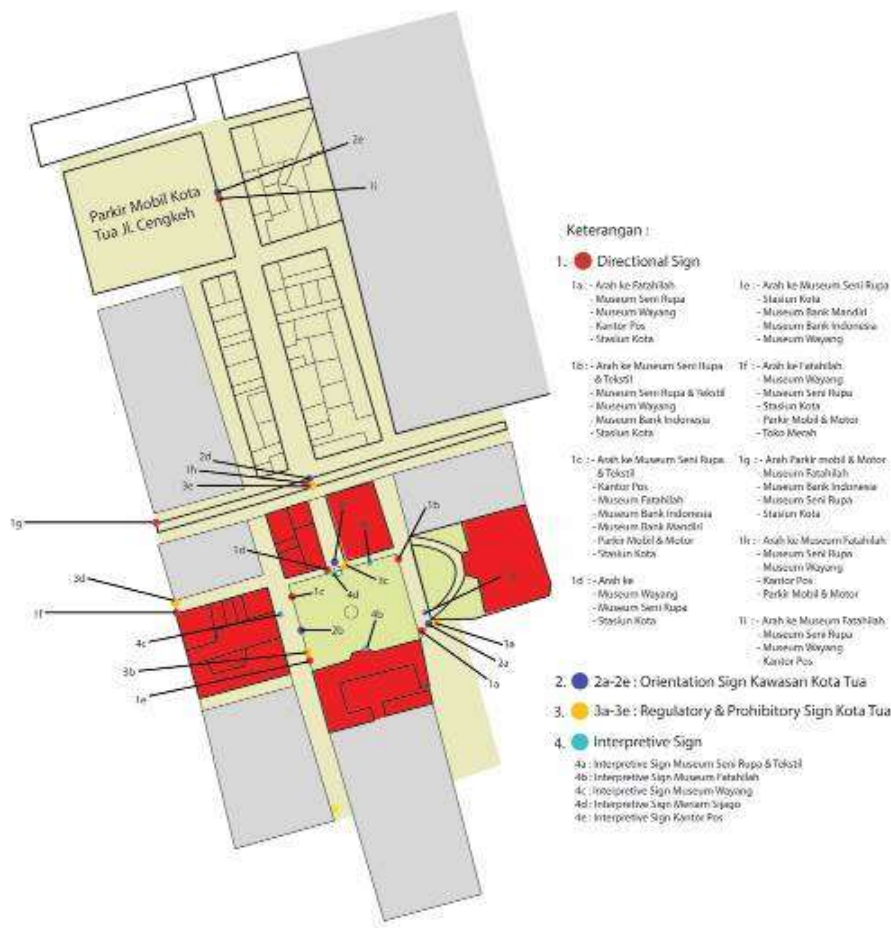 2e
1i
Parkir Mobil Kota
Tua Jl. Cengkeh
2d
1h
3e
1g
3d
1f
4c
3b
1e
1d
1c
2b
4d
4b
3c
1b
3a
2a
1a
Keterangan :
1. Directional Sign
1a : - Arah ke Fatahilah
- Museum Seni Rupa
- Museum Wayang
- Kantor Pos
- Stasiun Kota
1b : - Arah ke Museum Seni Rupa
& Tekstil
- Museum Seni Rupa & Tekstil
- Museum Wayang
- Museum Bank Indonesia
- Stasiun Kota
1c : - Arah ke Museum Seni Rupa
& Tekstil
- Kantor Pos
- Museum Fatahilah
- Museum Bank Indonesia
- Museum Bank Mandiri
- Parkir Mobil & Motor
- Stasiun Kota
1d : - Arah ke
- Museum Wayang
- Museum Seni Rupa
- Stasiun Kota
1e : - Arah ke Museum Seni Rupa
- Stasiun Kota
- Museum Bank Mandiri
- Museum Bank Indonesia
- Museum Wayang
1f : - Arah ke Fatahilah
- Museum Wayang
- Museum Seni Rupa
- Stasiun Kota
- Parkir Mobil & Motor
- Toko Merah
1g : - Arah Parkir mobil & Motor
- Museum Fatahilah
- Museum Bank Indonesia
- Museum Seni Rupa
- Stasiun Kota
1h : - Arah ke Museum Fatahilah
- Museum Seni Rupa
- Museum Wayang
- Kantor Pos
- Parkir Mobil & Motor
1i : - Arah ke Museum Fatahilah
- Museum Seni Rupa
- Museum Wayang
- Kantor Pos
2. 2a-2e : Orientation Sign Kawasan Kota Tua
3. 3a-3e : Regulatory & Prohibitory Sign Kota Tua
4. Interpretive Sign
4a : Interpretive Sign Museum Seni Rupa & Tekstil
4b : Interpretive Sign Museum Fatahilah
4c : Interpretive Sign Museum Wayang
4d : Interpretive Sign Meriam Sijago
4e : Interpretive Sign Kantor Pos